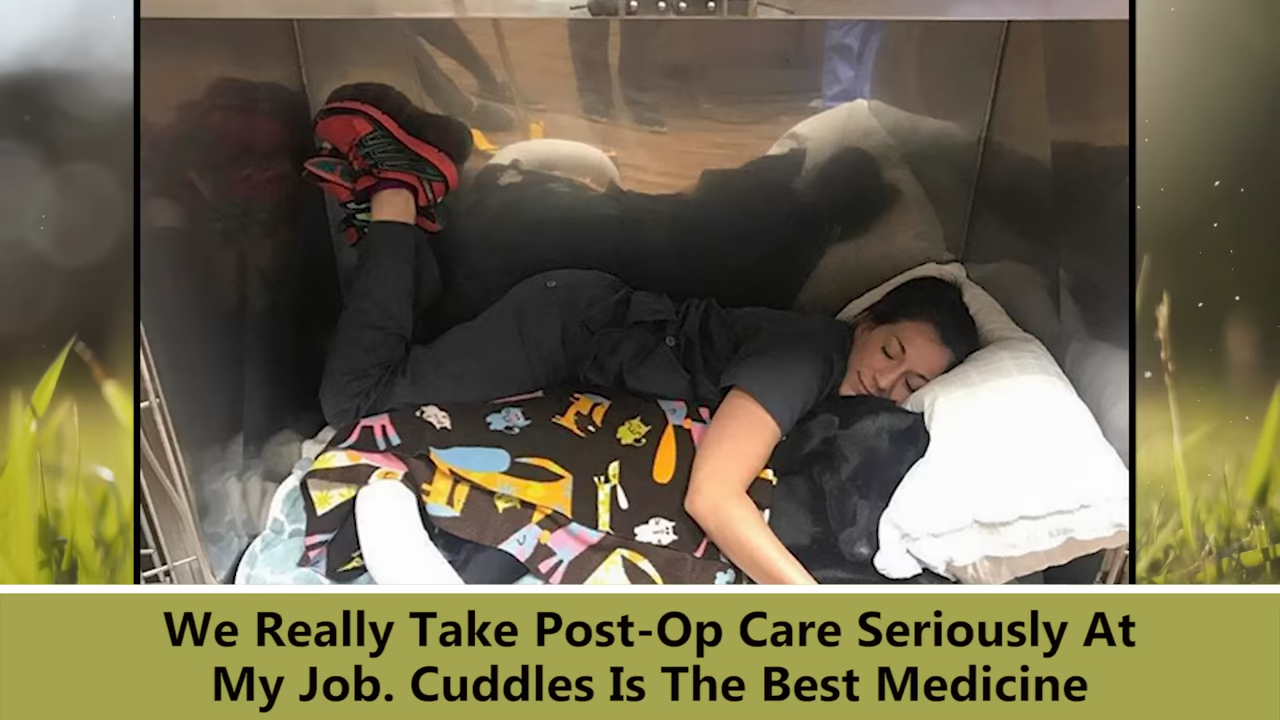 We Really Take Post-Op Care Seriously At
My Job. Cuddles Is The Best Medicine